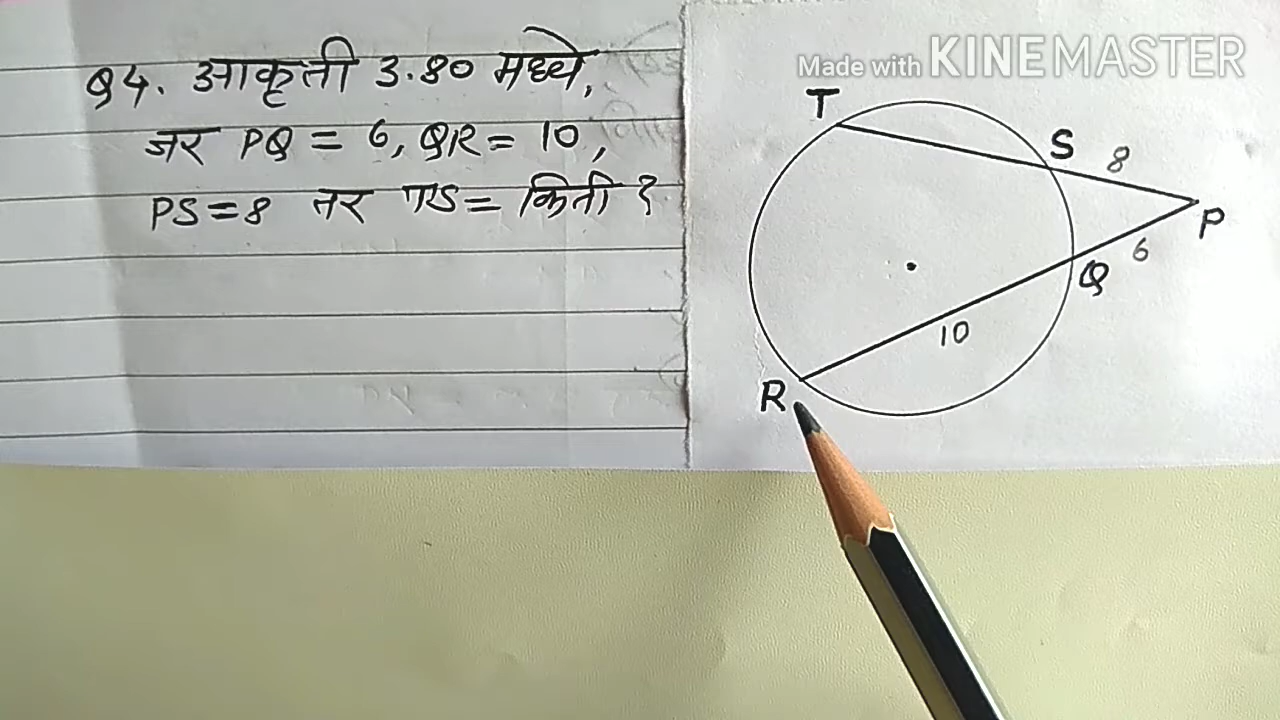 Q4. आकृती 3.80 मध्ये,
जर PQ = 6, QR = 10,
PS = 8 तर TS = किती?
Made with KINEMASTER
T
S
8
P
6
Q
10
R